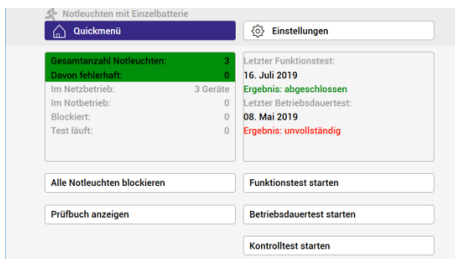 Notleuchten mit Einzelbatterie
Quickmenü
Einstellungen
Gesamtanzahl Notleuchten: 3
Davon fehlerhaft: 0
Im Netzbetrieb: 3 Geräte
Im Notbetrieb: 0
Blockiert: 0
Test läuft: 0
Letzter Funktionstest:
16. Juli 2019
Ergebnis: abgeschlossen
Letzter Betriebsdauertest:
08. Mai 2019
Ergebnis: unvollständig
Alle Notleuchten blockieren
Funktionstest starten
Prüfbuch anzeigen
Betriebsdauertest starten
Kontrolltest starten